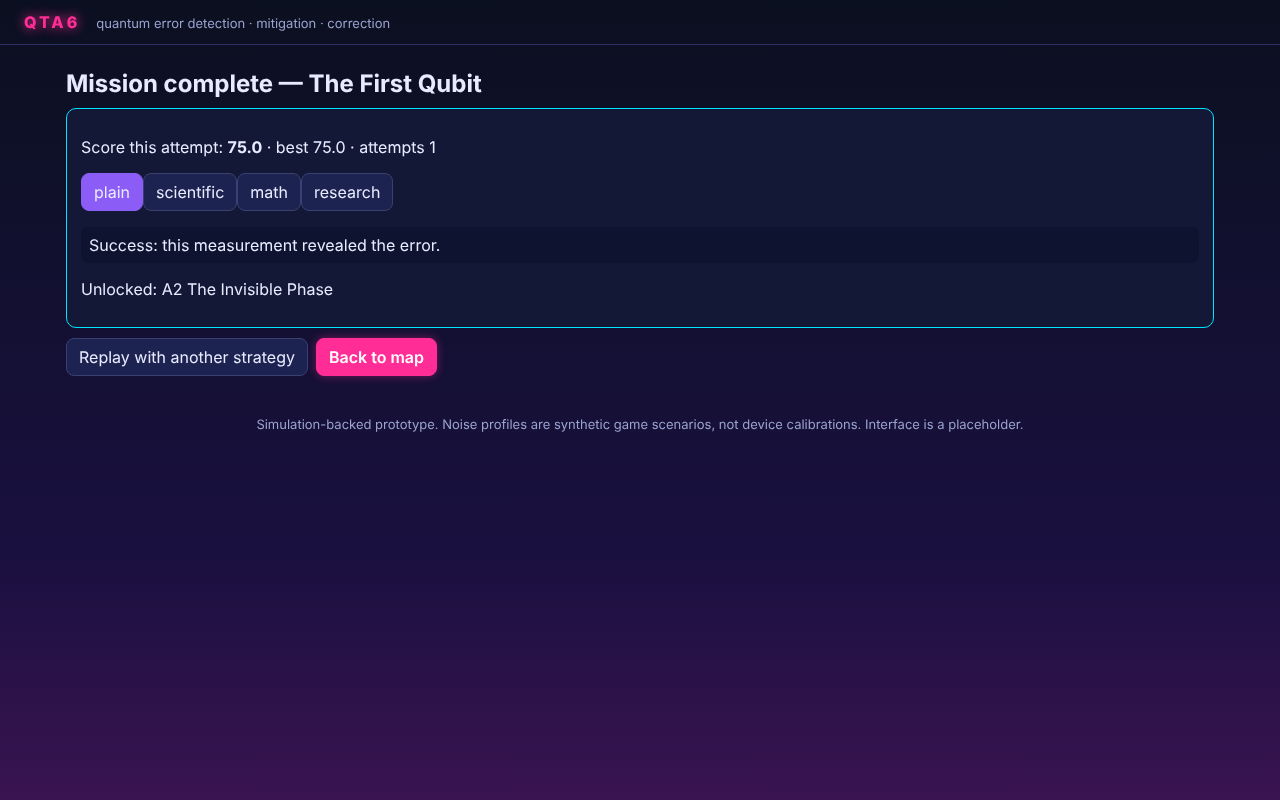 QTA6 quantum error detection · mitigation · correction
Mission complete — The First Qubit
Score this attempt: 75.0 · best 75.0 · attempts 1
plain scientific math research
Success: this measurement revealed the error.
Unlocked: A2 The Invisible Phase
Replay with another strategy Back to map
Simulation-backed prototype. Noise profiles are synthetic game scenarios, not device calibrations. Interface is a placeholder.